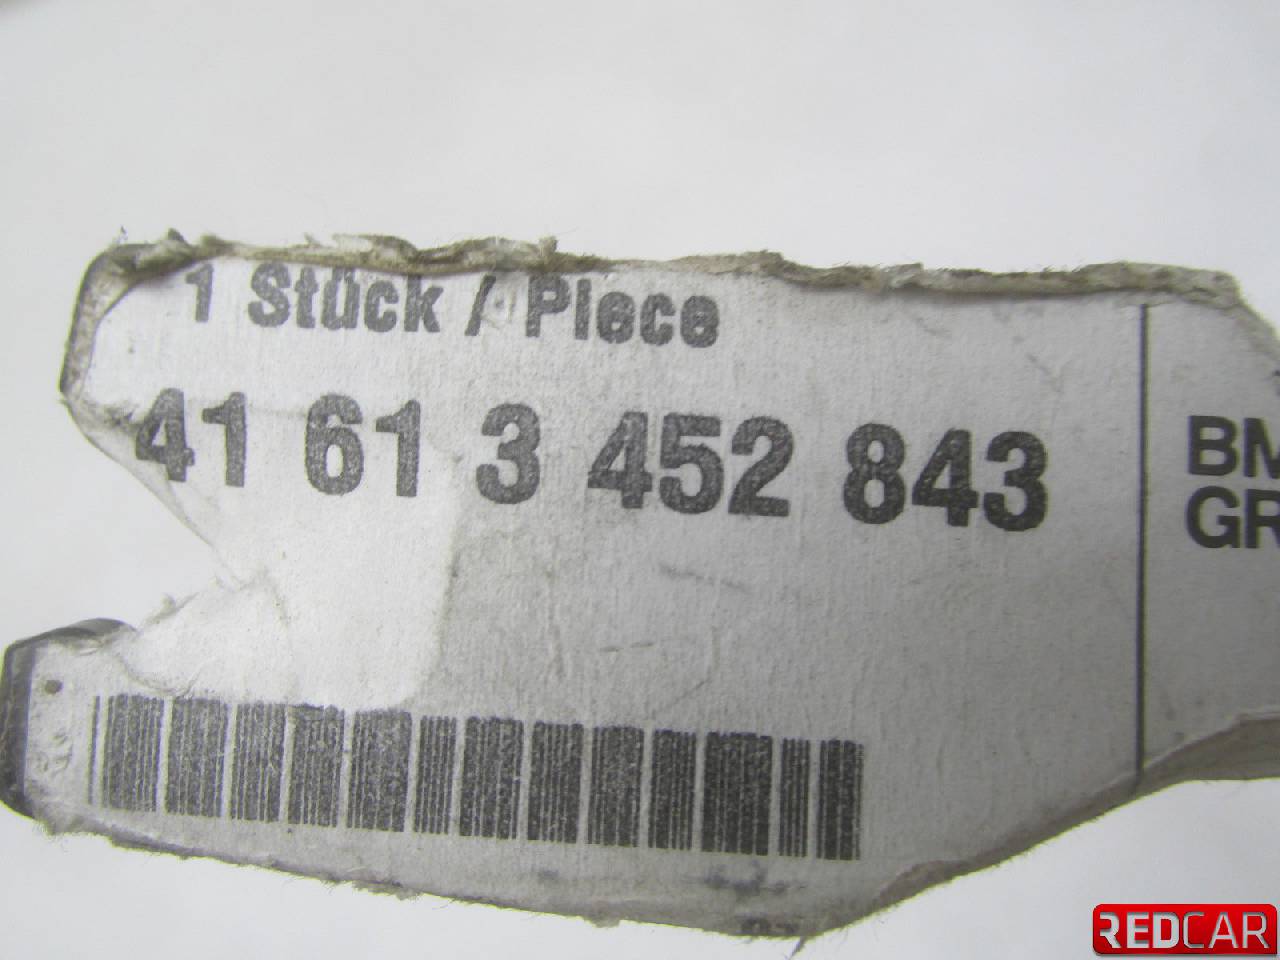 1 Stück / Piece
41 61 3 452 843
BM
GR
REDCAR